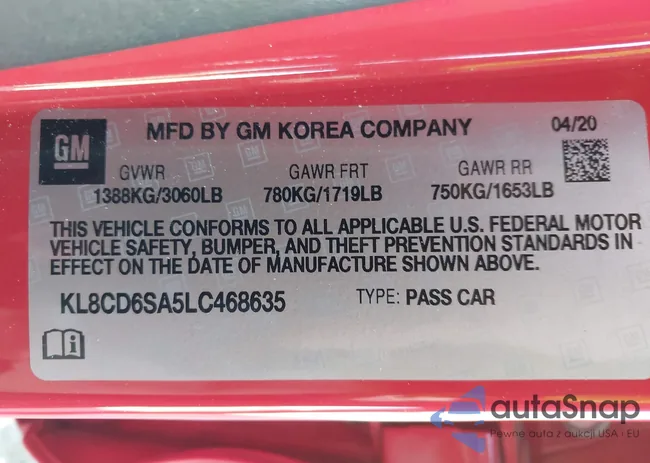 GM
MFD BY GM KOREA COMPANY 04/20
GVWR GAWR FRT GAWR RR
1388KG/3060LB 780KG/1719LB 750KG/1653LB
THIS VEHICLE CONFORMS TO ALL APPLICABLE U.S. FEDERAL MOTOR
VEHICLE SAFETY, BUMPER, AND THEFT PREVENTION STANDARDS IN
EFFECT ON THE DATE OF MANUFACTURE SHOWN ABOVE.
KL8CD6SA5LC468635 TYPE: PASS CAR
autaSnap
Pewne auta z aukcji USA i EU